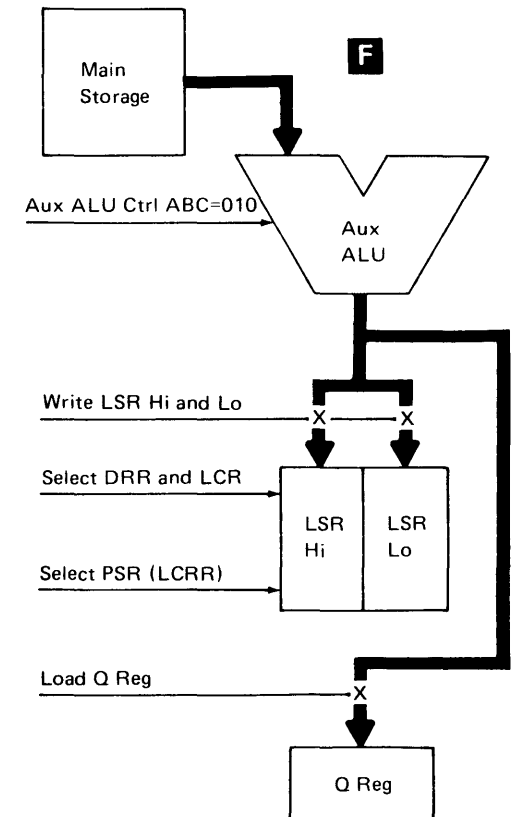 F
Main
Storage
Aux ALU Ctrl ABC=010
Aux
ALU
Write LSR Hi and Lo
X
X
Select DRR and LCR
LSR
Hi
LSR
Lo
Select PSR (LCRR)
Load Q Reg
X
Q Reg